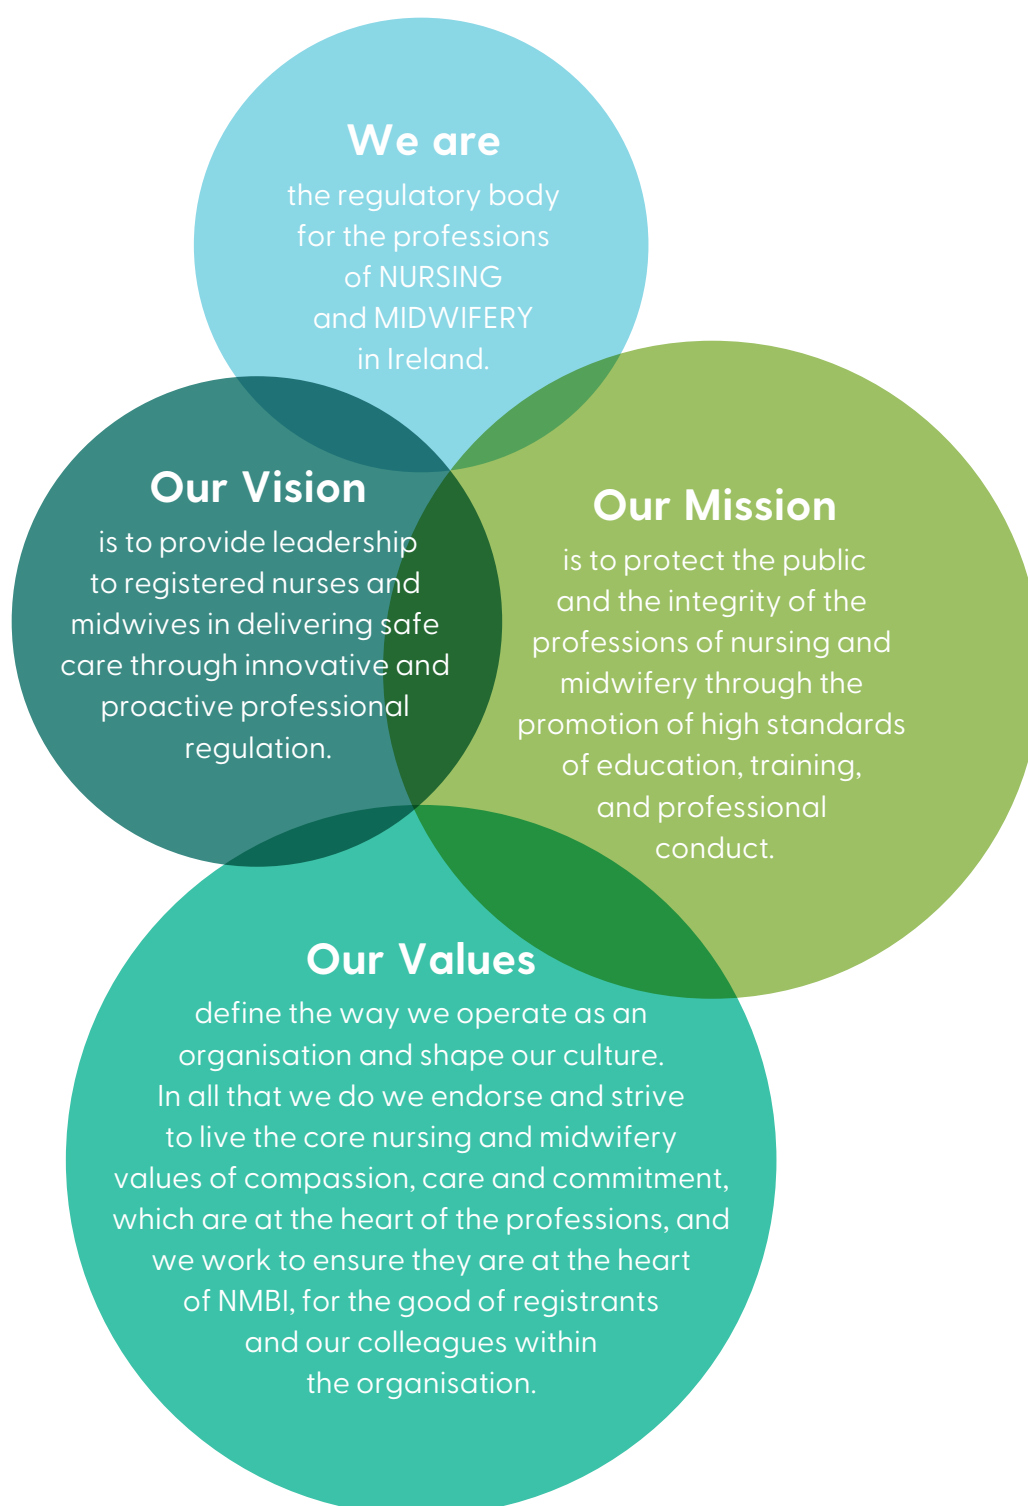 We are
the regulatory body
for the professions
of NURSING
and MIDWIFERY
in Ireland.
Our Vision
is to provide leadership
to registered nurses and
midwives in delivering safe
care through innovative and
proactive professional
regulation.
Our Mission
is to protect the public
and the integrity of the
professions of nursing and
midwifery through the
promotion of high standards
of education, training,
and professional
conduct.
Our Values
define the way we operate as an
organisation and shape our culture.
In all that we do we endorse and strive
to live the core nursing and midwifery
values of compassion, care and commitment,
which are at the heart of the professions, and
we work to ensure they are at the heart
of NMBI, for the good of registrants
and our colleagues within
the organisation.